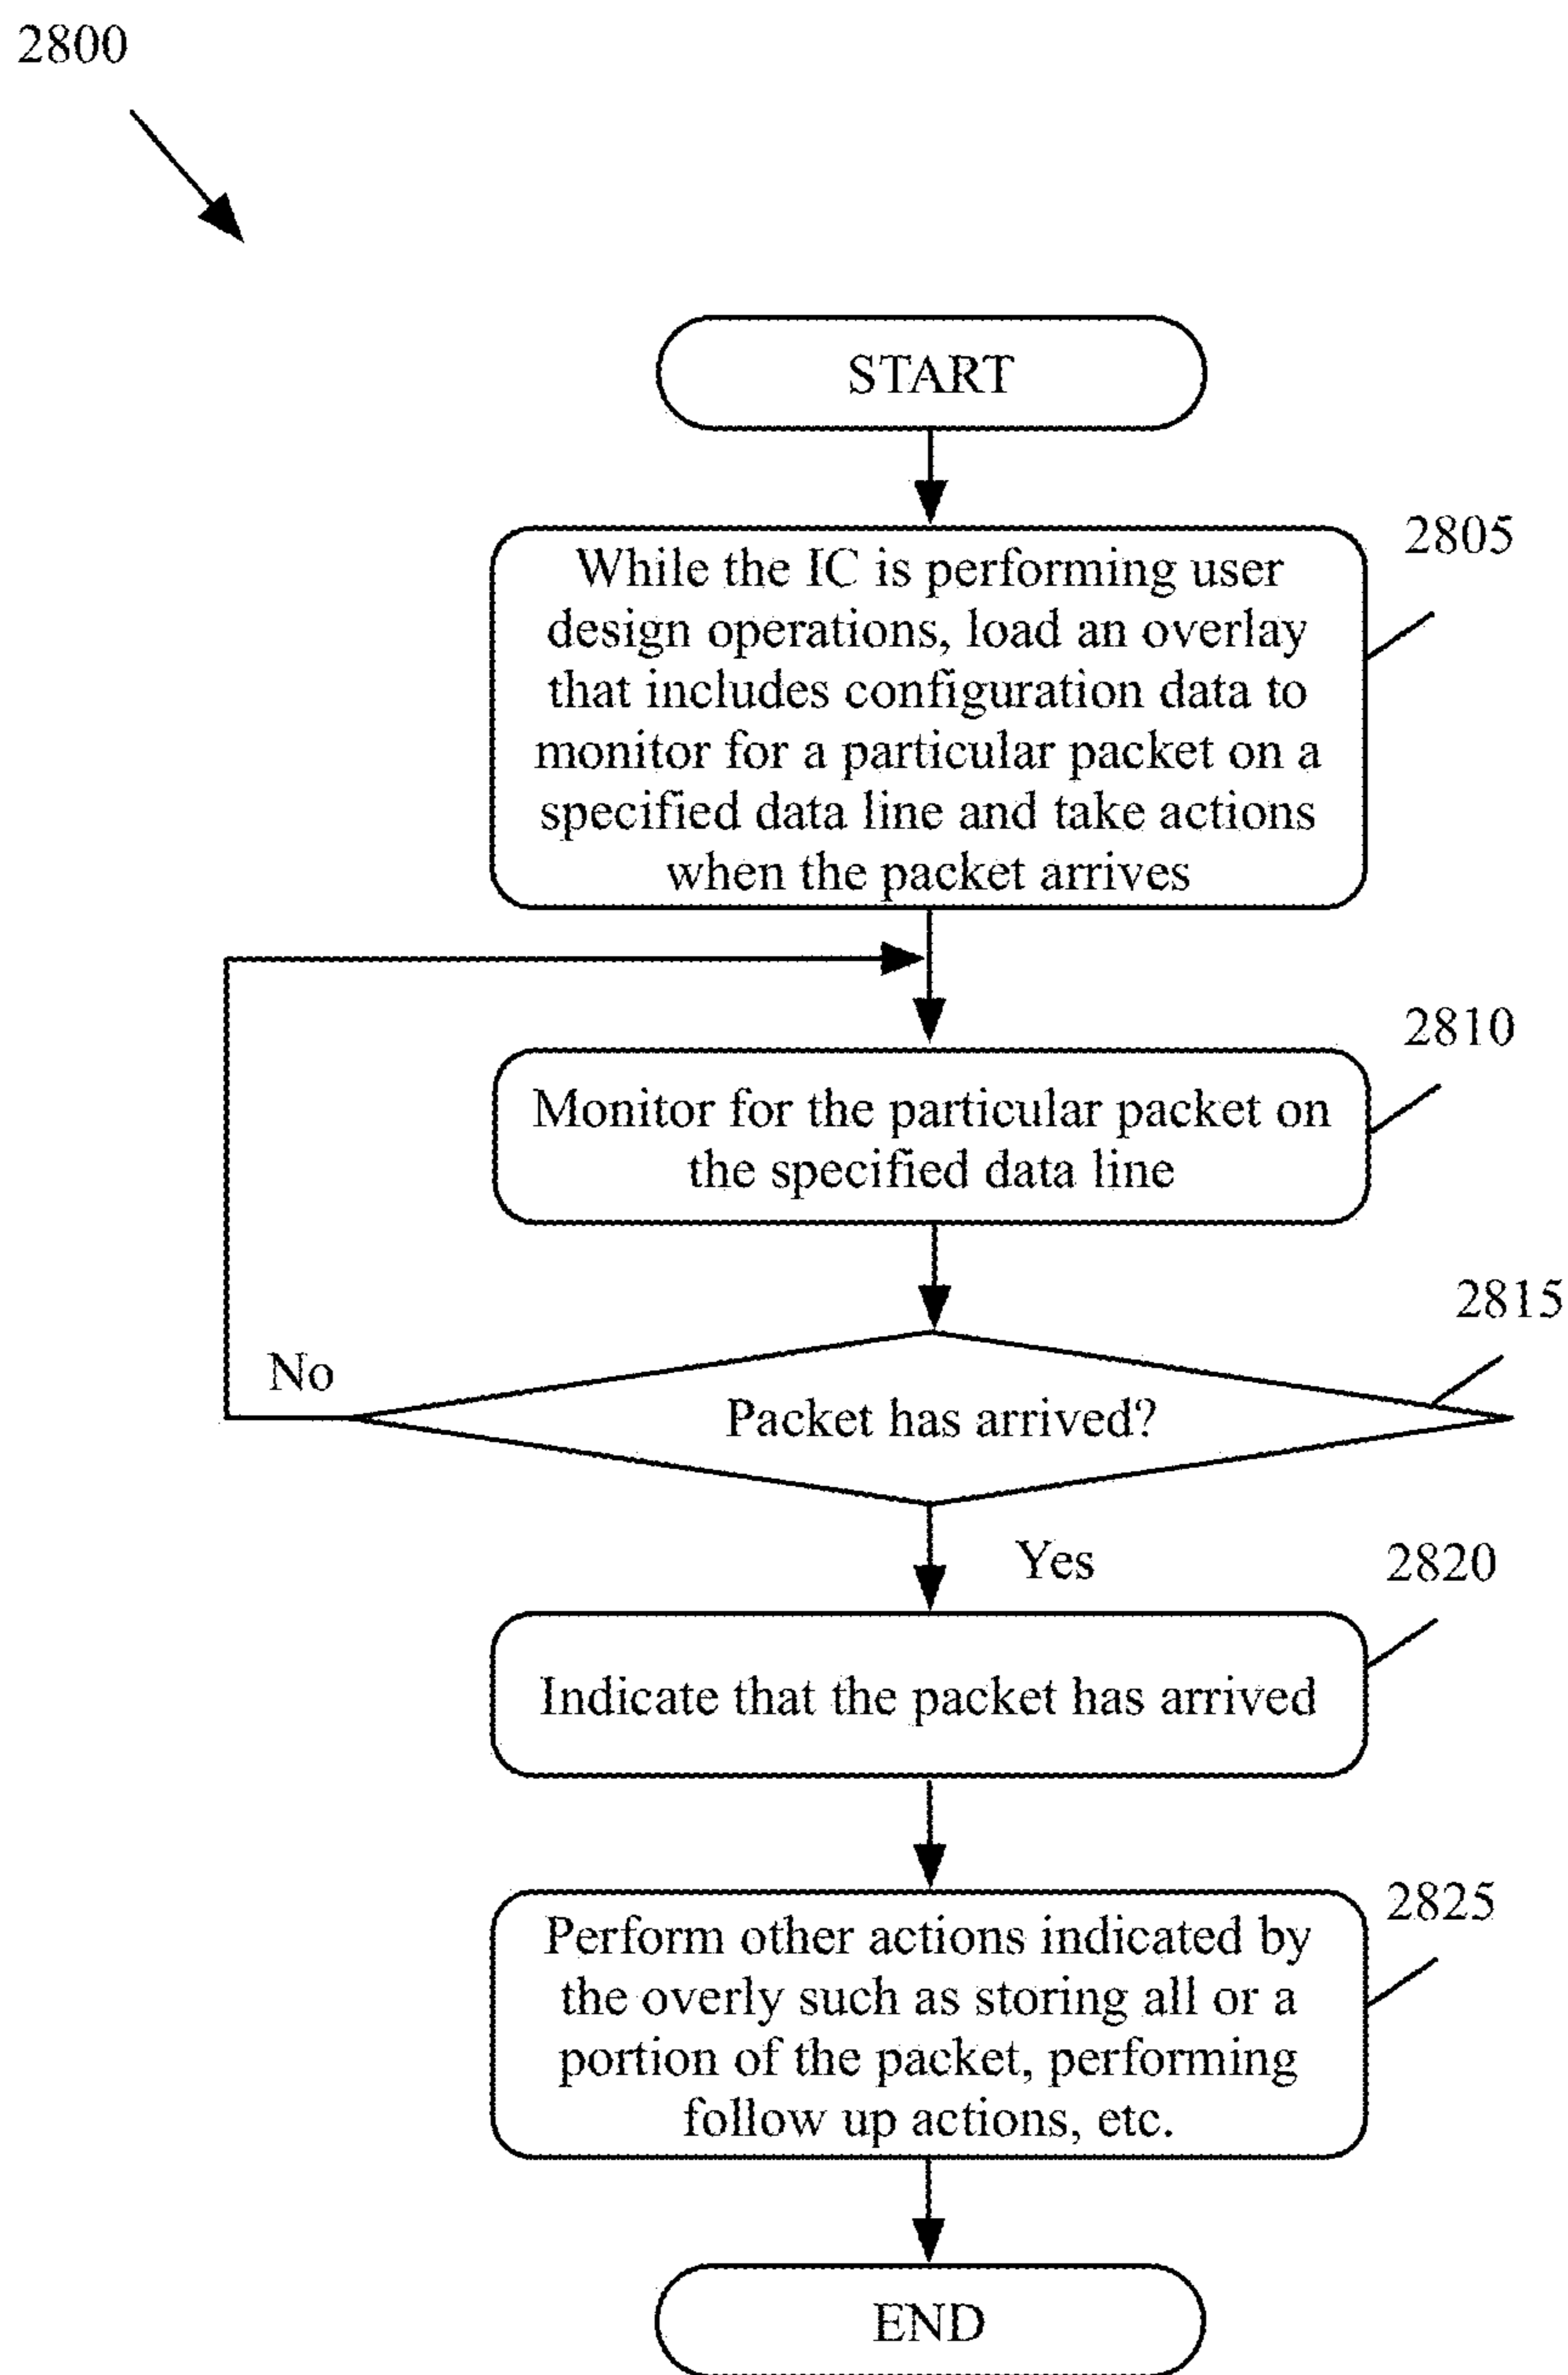 2800
START
2805
While the IC is performing user
design operations, load an overlay
that includes configuration data to
monitor for a particular packet on a
specified data line and take actions
when the packet arrives
2810
Monitor for the particular packet on
the specified data line
2815
No
Packet has arrived?
Yes
2820
Indicate that the packet has arrived
2825
Perform other actions indicated by
the overly such as storing all or a
portion of the packet, performing
follow up actions, etc.
END